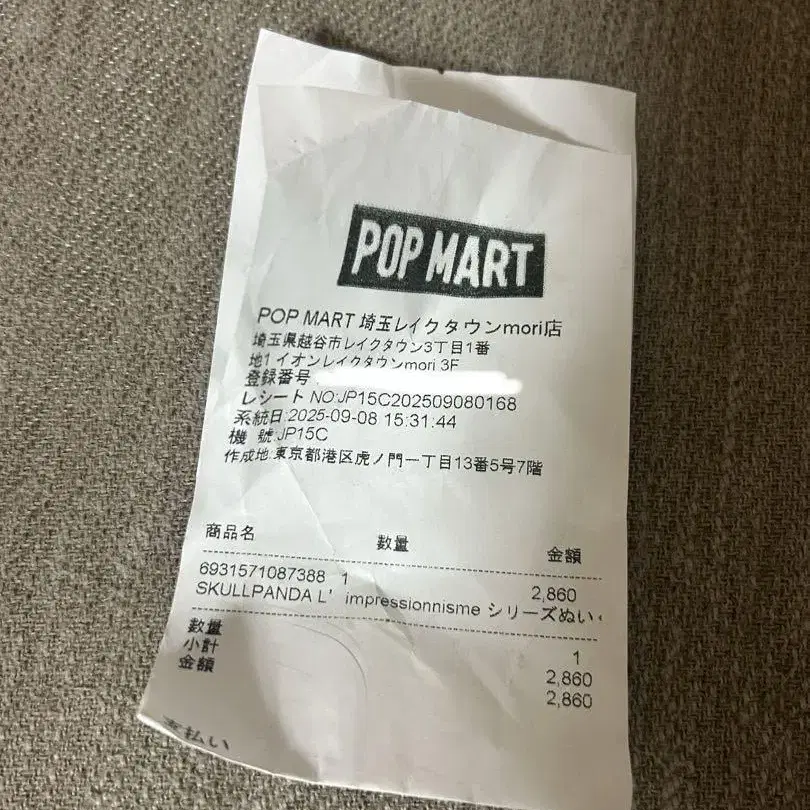 POP MART
POP MART 埼玉レイクタウンmori店
埼玉県越谷市レイクタウン3丁目1番
地1 イオンレイクタウンmori 3F
登録番号
レシート NO:JP15C202509080168
系統日:2025-09-08 15:31:44
機 號:JP15C
作成地:東京都港区虎ノ門一丁目13番5号7階
商品名 数量 金額
6931571087388 1 2,860
SKULLPANDA L' impressionnisme シリーズぬい
数量 1
小計 2,860
金額 2,860
支払い